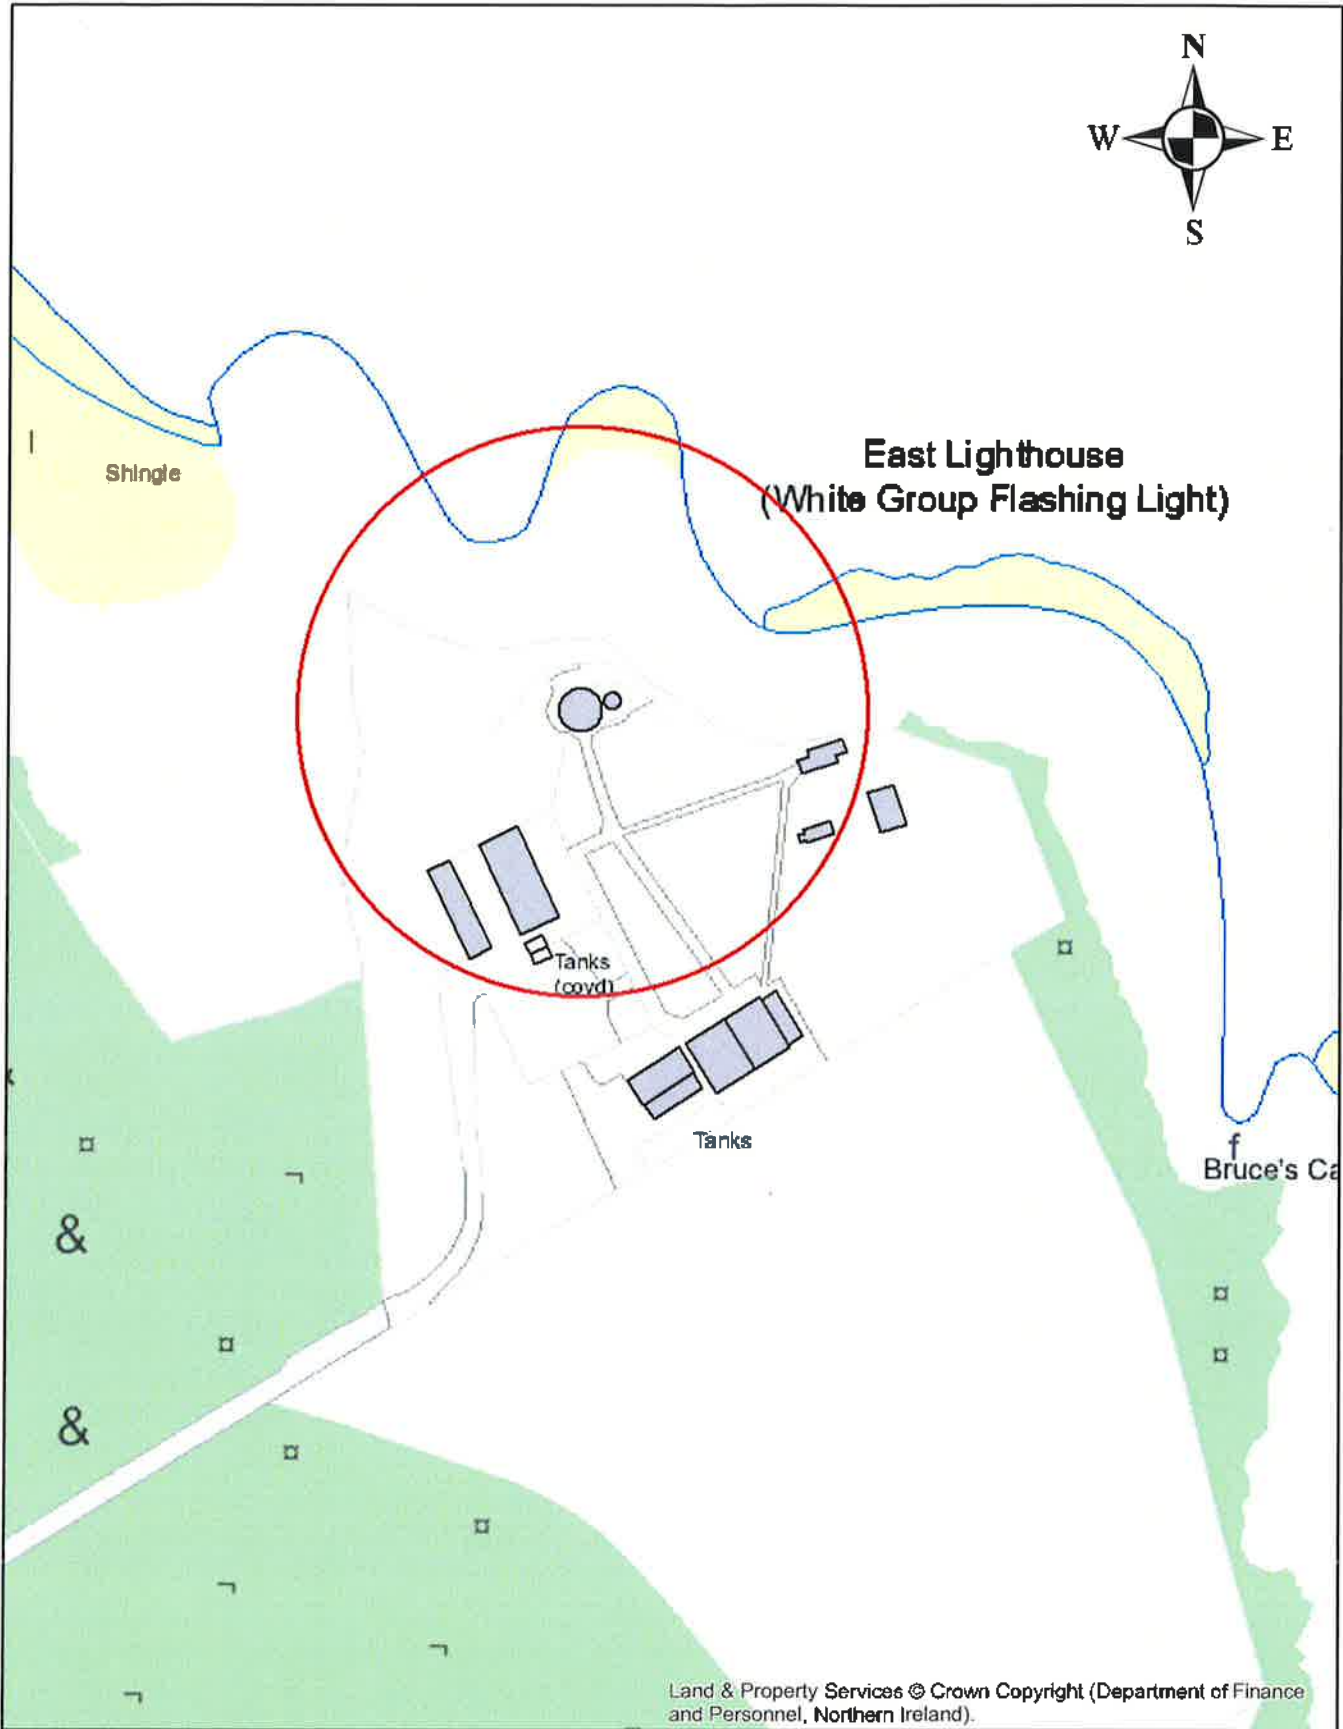 N
W E
S
East Lighthouse
(White Group Flashing Light)
Shingle
Tanks
(covd)
Tanks
f
Bruce's Ca
&
&
Land & Property Services © Crown Copyright (Department of Finance
and Personnel, Northern Ireland).